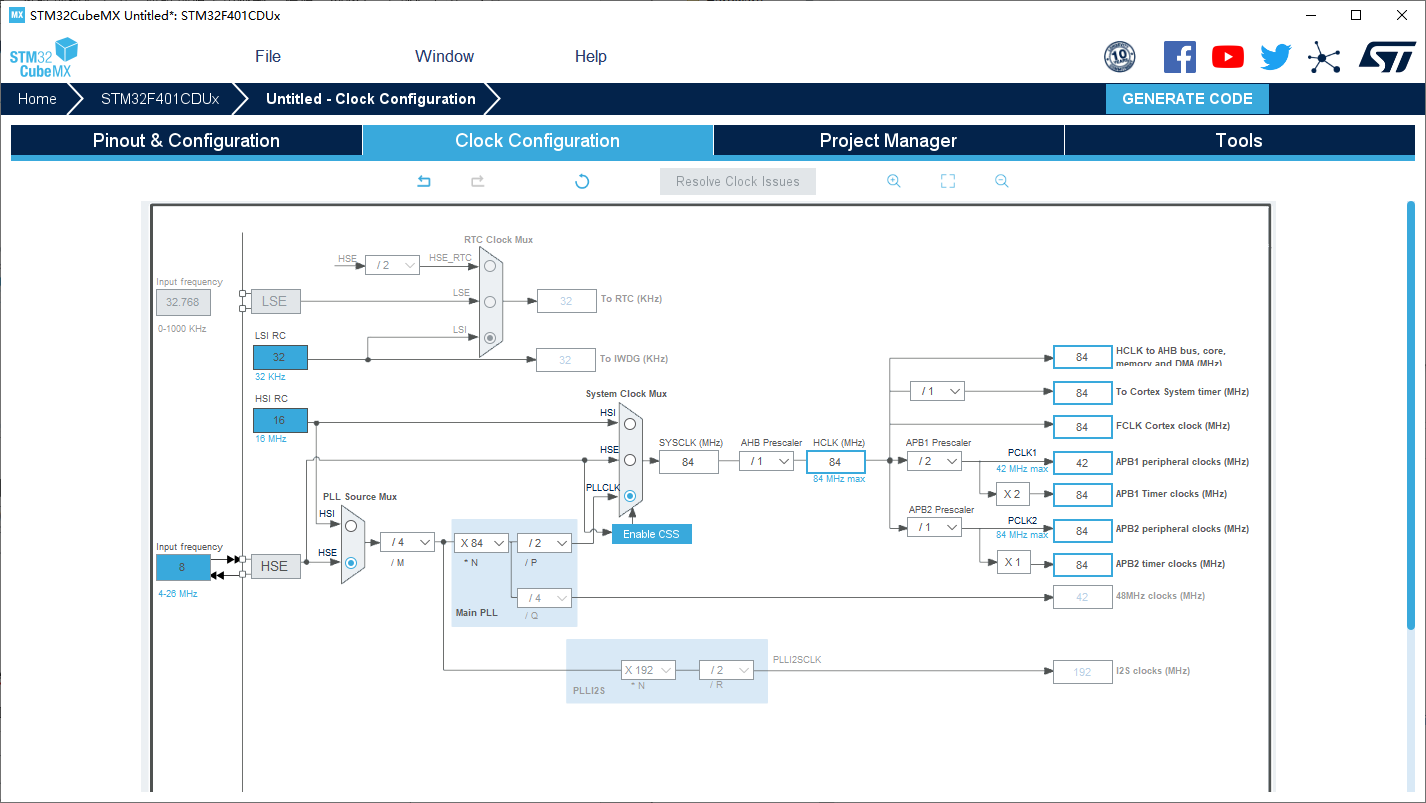 MX STM32CubeMX Untitled*: STM32F401CDUx
STM32
CubeMX
File Window Help
10
Home STM32F401CDUx Untitled - Clock Configuration GENERATE CODE
Pinout & Configuration Clock Configuration Project Manager Tools
Resolve Clock Issues
RTC Clock Mux
HSE / 2 HSE_RTC
Input frequency
32.768 LSE LSE 32 To RTC (KHz)
0-1000 KHz
LSI RC LSI
32 32 To IWDG (KHz)
32 KHz
HSI RC
16
16 MHz
System Clock Mux
HSI
HSE
PLLCLK
Enable CSS
SYSCLK (MHz) AHB Prescaler HCLK (MHz)
84 / 1 84
84 MHz max
84 HCLK to AHB bus, core,
memory and DMA (MHz)
/ 1 84 To Cortex System timer (MHz)
84 FCLK Cortex clock (MHz)
APB1 Prescaler
/ 2 PCLK1 42 APB1 peripheral clocks (MHz)
42 MHz max
X 2 84 APB1 Timer clocks (MHz)
APB2 Prescaler
/ 1 PCLK2 84 APB2 peripheral clocks (MHz)
84 MHz max
X 1 84 APB2 timer clocks (MHz)
PLL Source Mux
HSI
HSE
Input frequency
8 HSE
4-26 MHz
/ 4 X 84 / 2
/ M * N / P
/ 4 42 48MHz clocks (MHz)
Main PLL / Q
X 192 / 2 PLLI2SCLK 192 I2S clocks (MHz)
PLLI2S * N / R